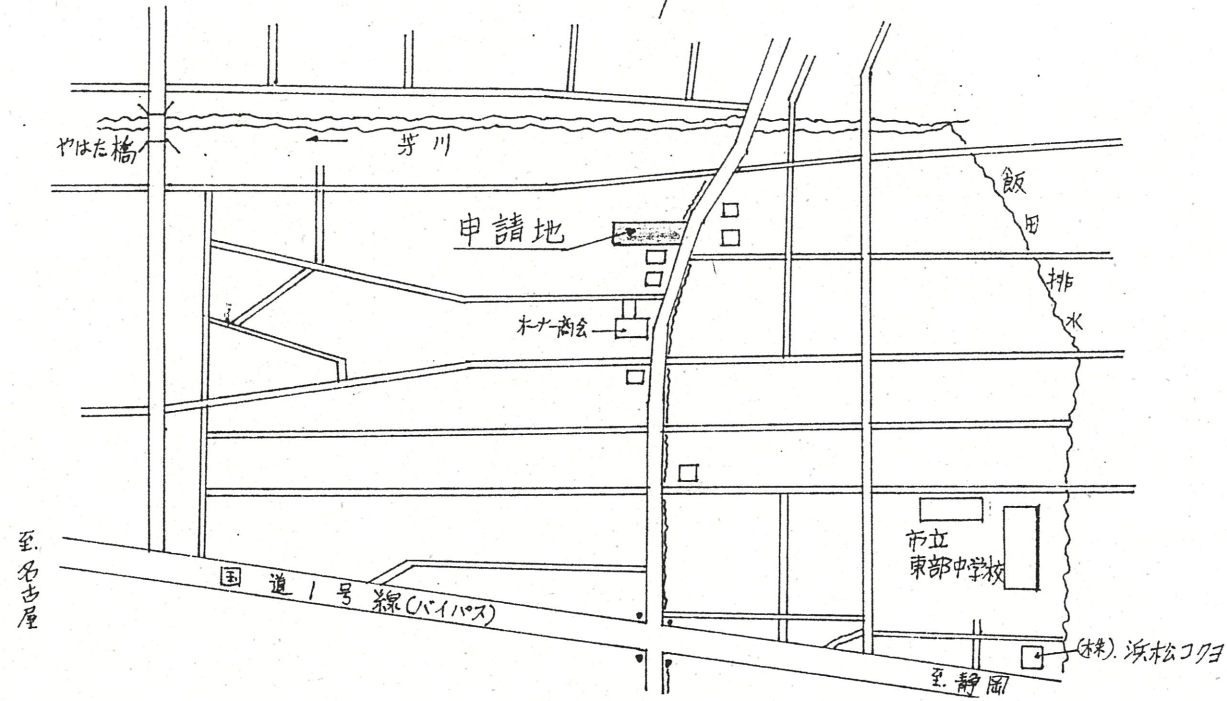 やはた橋
芳川
飯田排水
申請地
ホーナー商会
市立
東部中学校
至.名古屋
国道1号線(バイパス)
(株).浜松コクヨ
至.静岡